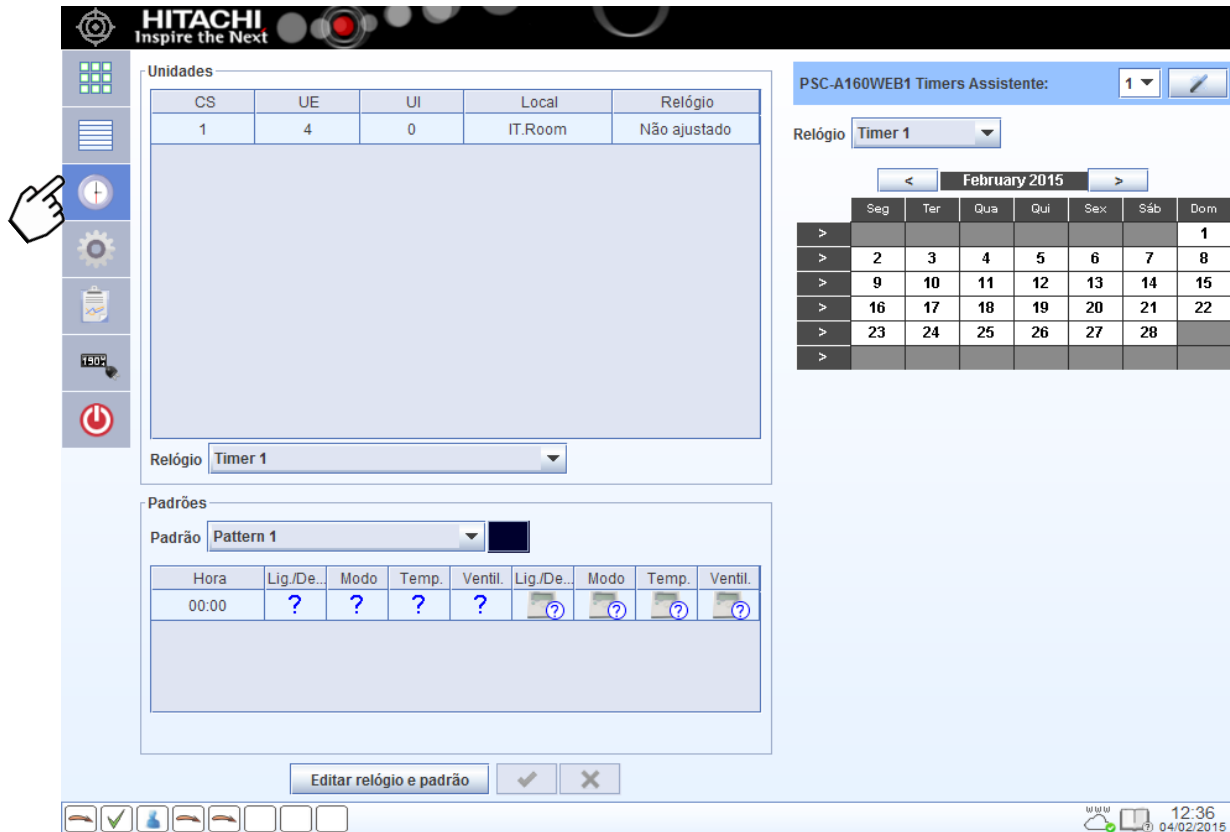 HITACHI
Inspire the Next
Unidades
CS UE UI Local Relógio
1 4 0 IT.Room Não ajustado
Relógio Timer 1
Padrões
Padrão Pattern 1
Hora Lig./De... Modo Temp. Ventil. Lig./De... Modo Temp. Ventil.
00:00 ? ? ? ? ? ? ? ?
Editar relógio e padrão
PSC-A160WEB1 Timers Assistente: 1
Relógio Timer 1
< February 2015 >
Seg Ter Qua Qui Sex Sáb Dom
> 1
> 2 3 4 5 6 7 8
> 9 10 11 12 13 14 15
> 16 17 18 19 20 21 22
> 23 24 25 26 27 28
>
190%
www
12:36
04/02/2015